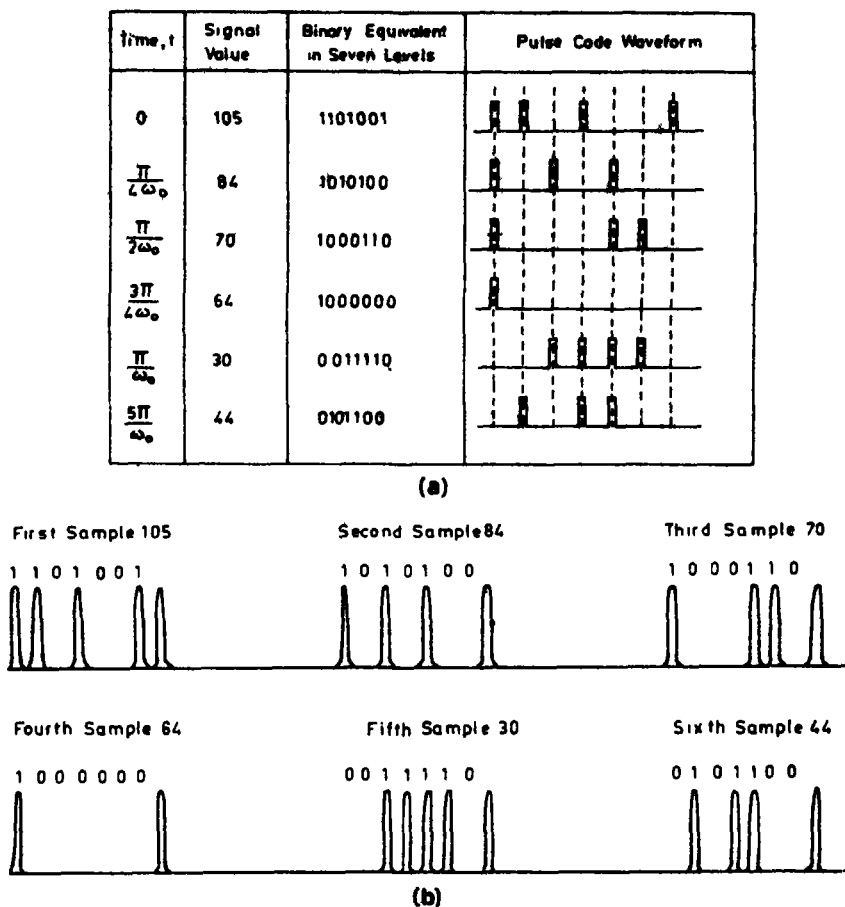 Time, t Signal Value Binary Equivalent in Seven Levels Pulse Code Waveform
0 105 1101001
π/4ω₀ 84 1010100
π/2ω₀ 70 1000110
3π/4ω₀ 64 1000000
π/ω₀ 30 0011110
5π/ω₀ 44 0101100
(a)
First Sample 105 Second Sample 84 Third Sample 70
1 1 0 1 0 0 1 1 0 1 0 1 0 0 1 0 0 0 1 1 0
Fourth Sample 64 Fifth Sample 30 Sixth Sample 44
1 0 0 0 0 0 0 0 0 1 1 1 1 0 0 1 0 1 1 0 0
(b)